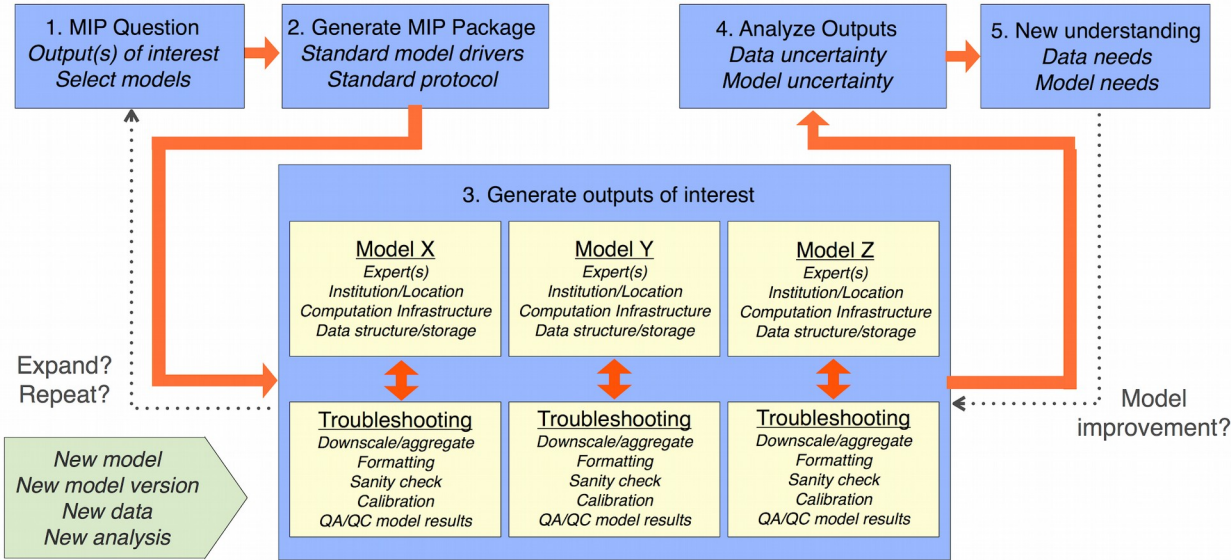 1. MIP Question
Output(s) of interest
Select models
2. Generate MIP Package
Standard model drivers
Standard protocol
4. Analyze Outputs
Data uncertainty
Model uncertainty
5. New understanding
Data needs
Model needs
3. Generate outputs of interest
Model X
Expert(s)
Institution/Location
Computation Infrastructure
Data structure/storage
Model Y
Expert(s)
Institution/Location
Computation Infrastructure
Data structure/storage
Model Z
Expert(s)
Institution/Location
Computation Infrastructure
Data structure/storage
Expand?
Repeat?
Troubleshooting
Downscale/aggregate
Formatting
Sanity check
Calibration
QA/QC model results
Troubleshooting
Downscale/aggregate
Formatting
Sanity check
Calibration
QA/QC model results
Troubleshooting
Downscale/aggregate
Formatting
Sanity check
Calibration
QA/QC model results
Model
improvement?
New model
New model version
New data
New analysis